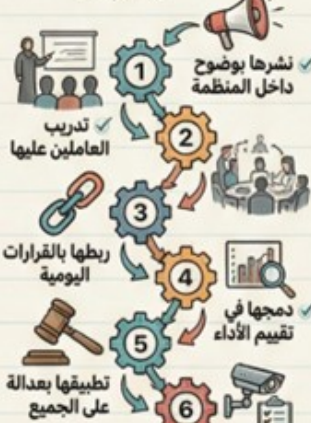 نشرها بوضوح
داخل المنظمة
1
تدريب
العاملين عليها
2
3
ربطها بالقرارات
اليومية
4
دمجها في
تقييم الأداء
5
تطبيقها بعدالة
على الجميع
6